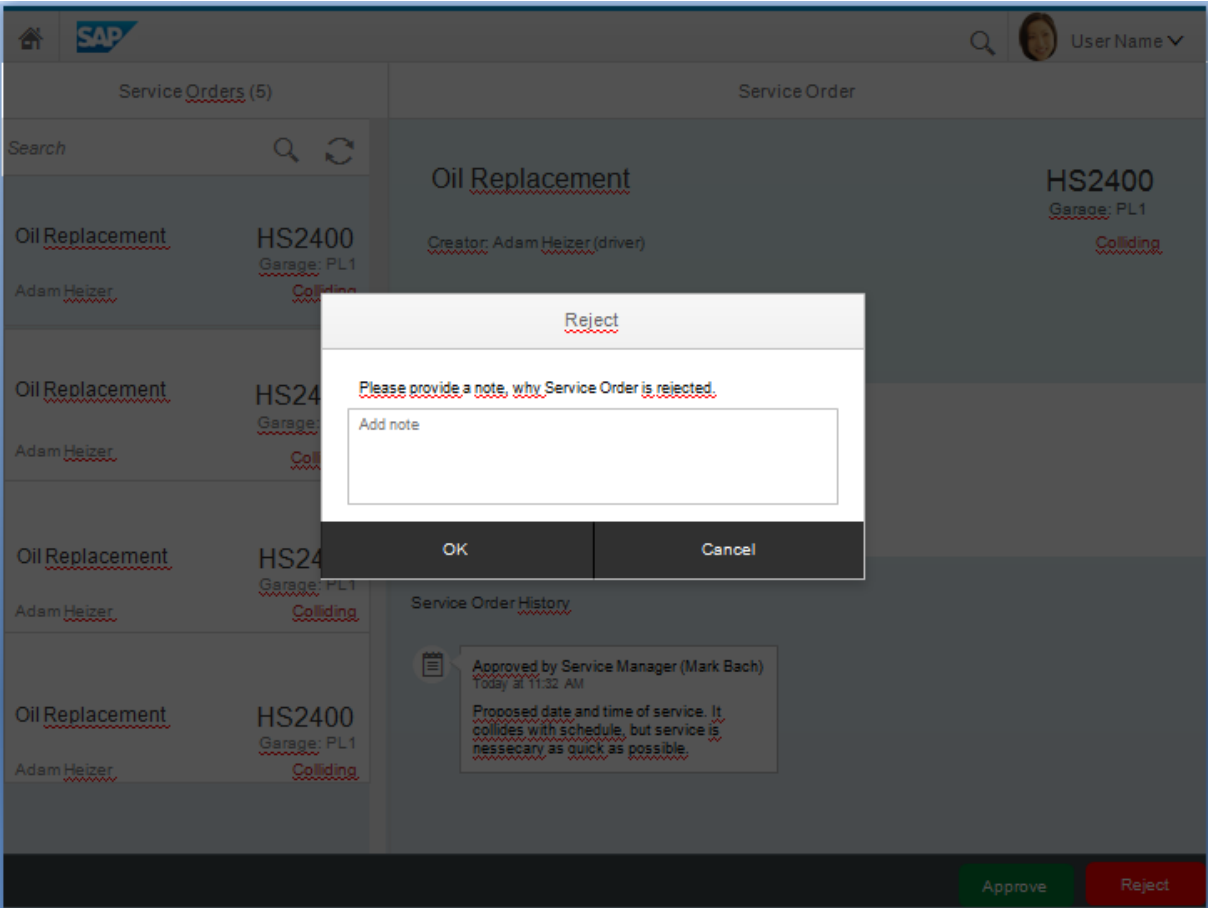 SAP
User Name
Service Orders (5)
Service Order
Search
Oil Replacement
HS2400
Garage: PL1
Adam Heizer
Colliding
Oil Replacement
HS24
Garage:
Adam Heizer
Coll
Oil Replacement
HS24
Garage: PL1
Adam Heizer
Colliding
Oil Replacement
HS2400
Garage: PL1
Adam Heizer
Colliding
Oil Replacement
HS2400
Garage: PL1
Creator: Adam Heizer (driver)
Colliding
Reject
Please provide a note, why Service Order is rejected.
Add note
OK
Cancel
Service Order History
Approved by Service Manager (Mark Bach)
Today at 11:32 AM
Proposed date and time of service. It
collides with schedule, but service is
nessecary as quick as possible.
Approve
Reject